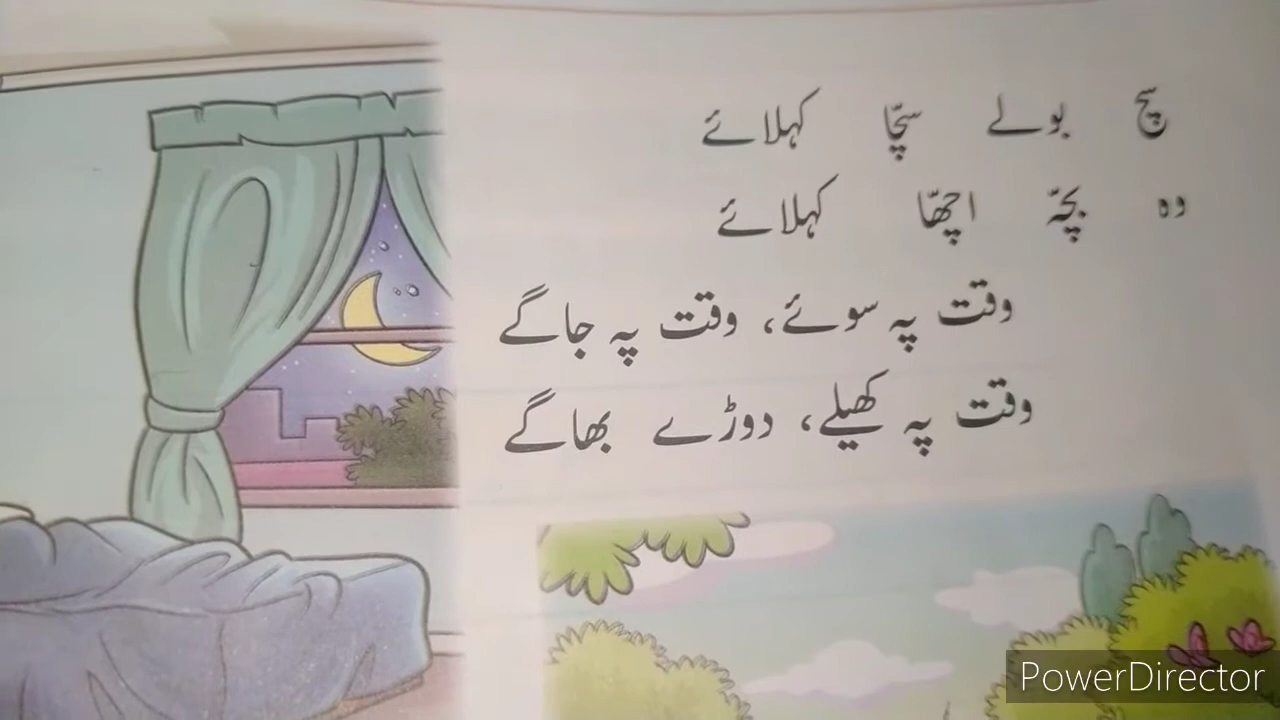 سچ بولے سچّا کہلائے
وہ بچّہ اچھّا کہلائے
وقت پہ سوئے، وقت پہ جاگے
وقت پہ کھیلے، دوڑے بھاگے
PowerDirector